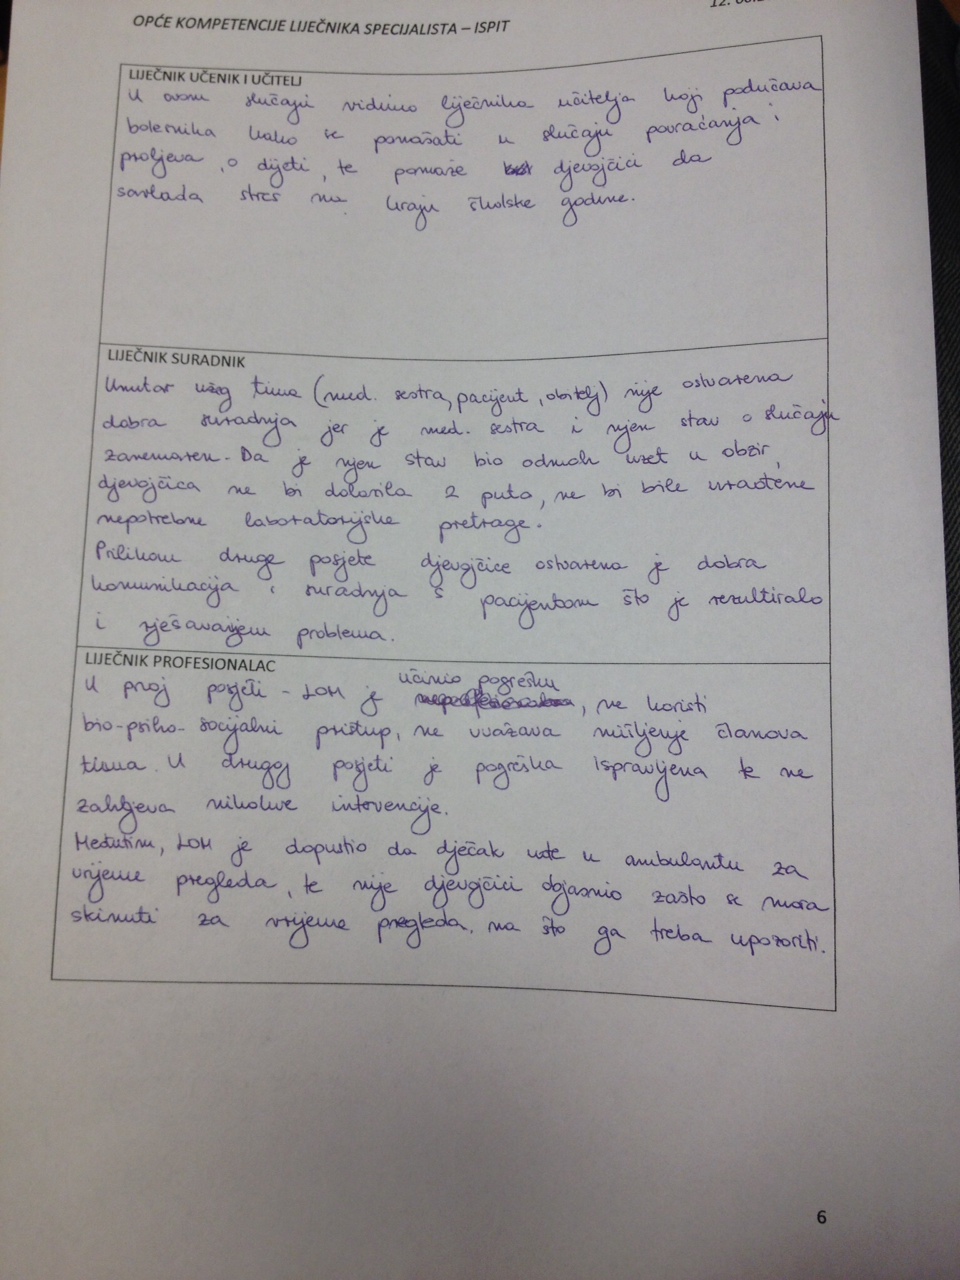 12.
OPĆE KOMPETENCIJE LIJEČNIKA SPECIJALISTA – ISPIT
LIJEČNIK UČENIK I UČITELJ
U ovom slučaju vidimo liječnika učitelja koji podučava
bolesnika kako se ponašati u slučaju povraćanja i
proljeva, o dijeti, te pomaže djevojčici da
savlada stres na kraju školske godine.
LIJEČNIK SURADNIK
Unutar užeg tima (med. sestra, pacijent, obitelj) nije ostvarena
dobra suradnja jer je med. sestra i njen stav o slučaju
zanemaren. Da je njen stav bio odmah uzet u obzir,
djevojčica ne bi dolazila 2 puta, ne bi bile vrađene
nepotrebne laboratorijske pretrage.
Prilikom druge posjete djevojčice ostvarena je dobra
komunikacija i suradnja s pacijentom što je rezultiralo
i rješavanjem problema.
LIJEČNIK PROFESIONALAC
U prvoj posjeti - LOM je učinio pogrešku, ne koristi
bio-psiho-socijalni pristup, ne uvažava mišljenje članova
tima. U drugoj posjeti je pogreška ispravljena te ne
zahtjeva nikakve intervencije.
Međutim, LOM je dopustio da dječak uđe u ambulantu za
vrijeme pregleda, te nije djevojčici objasnio zašto se mora
skinuti za vrijeme pregleda, na što ga treba upozoriti.
6